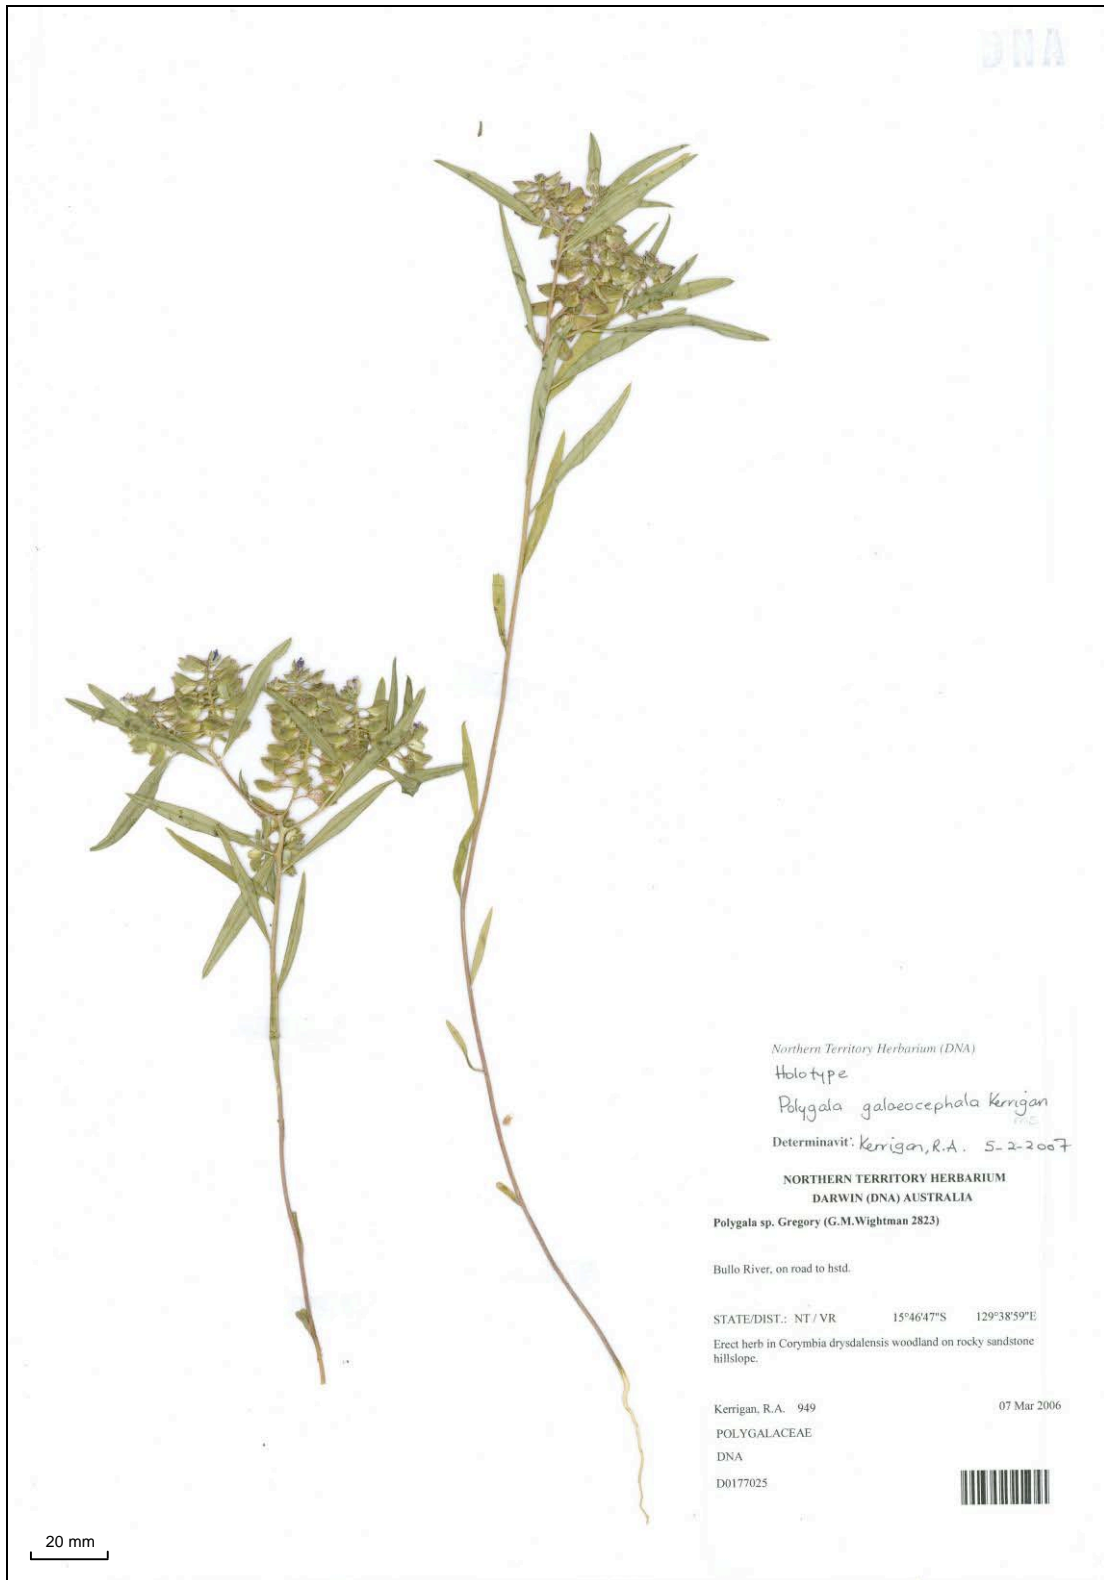 DNA
Northern Territory Herbarium (DNA)
Holotype
Polygala galaeocephala Kerrigan
ms
Determinavit: Kerrigan, R.A. 5-2-2007
NORTHERN TERRITORY HERBARIUM
DARWIN (DNA) AUSTRALIA
Polygala sp. Gregory (G.M.Wightman 2823)
Bullo River, on road to hstd.
STATE/DIST.: NT / VR 15°46'47"S 129°38'59"E
Erect herb in Corymbia drysdalensis woodland on rocky sandstone
hillslope.
Kerrigan, R.A. 949 07 Mar 2006
POLYGALACEAE
DNA
D0177025
20 mm